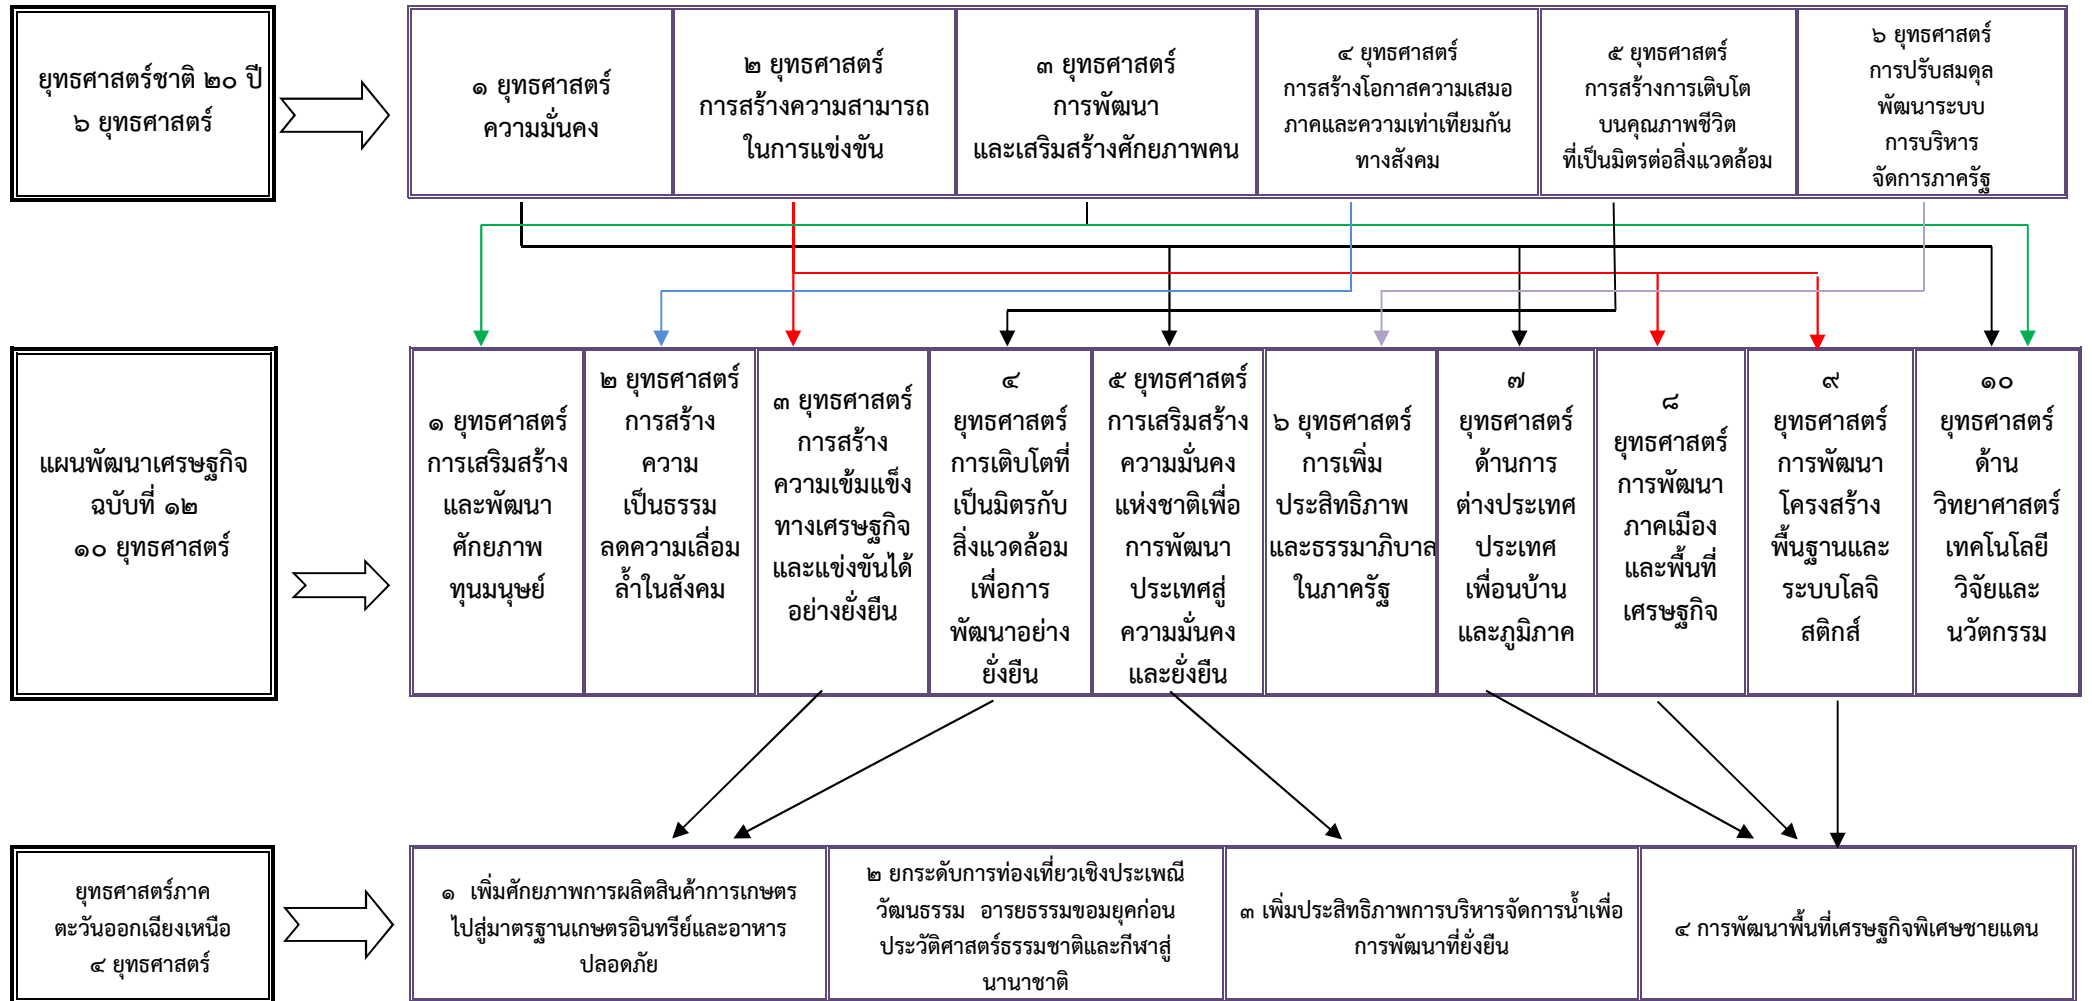 ยุทธศาสตร์ชาติ ๒๐ ปี
๖ ยุทธศาสตร์
๑ ยุทธศาสตร์
ความมั่นคง
๒ ยุทธศาสตร์
การสร้างความสามารถ
ในการแข่งขัน
๓ ยุทธศาสตร์
การพัฒนา
และเสริมสร้างศักยภาพคน
๔ ยุทธศาสตร์
การสร้างโอกาสความเสมอ
ภาคและความเท่าเทียมกัน
ทางสังคม
๕ ยุทธศาสตร์
การสร้างการเติบโต
บนคุณภาพชีวิต
ที่เป็นมิตรต่อสิ่งแวดล้อม
๖ ยุทธศาสตร์
การปรับสมดุล
พัฒนาระบบ
การบริหาร
จัดการภาครัฐ
แผนพัฒนาเศรษฐกิจ
ฉบับที่ ๑๒
๑๐ ยุทธศาสตร์
๑ ยุทธศาสตร์
การเสริมสร้าง
และพัฒนา
ศักยภาพ
ทุนมนุษย์
๒ ยุทธศาสตร์
การสร้าง
ความ
เป็นธรรม
ลดความเลื่อม
ล้ำในสังคม
๓ ยุทธศาสตร์
การสร้าง
ความเข้มแข็ง
ทางเศรษฐกิจ
และแข่งขันได้
อย่างยั่งยืน
๔
ยุทธศาสตร์
การเติบโตที่
เป็นมิตรกับ
สิ่งแวดล้อม
เพื่อการ
พัฒนาอย่าง
ยั่งยืน
๕ ยุทธศาสตร์
การเสริมสร้าง
ความมั่นคง
แห่งชาติเพื่อ
การพัฒนา
ประเทศสู่
ความมั่นคง
และยั่งยืน
๖ ยุทธศาสตร์
การเพิ่ม
ประสิทธิภาพ
และธรรมาภิบาล
ในภาครัฐ
๗
ยุทธศาสตร์
ด้านการ
ต่างประเทศ
ประเทศ
เพื่อนบ้าน
และภูมิภาค
๘
ยุทธศาสตร์
การพัฒนา
ภาคเมือง
และพื้นที่
เศรษฐกิจ
๙
ยุทธศาสตร์
การพัฒนา
โครงสร้าง
พื้นฐานและ
ระบบโลจิ
สติกส์
๑๐
ยุทธศาสตร์
ด้าน
วิทยาศาสตร์
เทคโนโลยี
วิจัยและ
นวัตกรรม
ยุทธศาสตร์ภาค
ตะวันออกเฉียงเหนือ
๔ ยุทธศาสตร์
๑ เพิ่มศักยภาพการผลิตสินค้าการเกษตร
ไปสู่มาตรฐานเกษตรอินทรีย์และอาหาร
ปลอดภัย
๒ ยกระดับการท่องเที่ยวเชิงประเพณี
วัฒนธรรม อารยธรรมขอมยุคก่อน
ประวัติศาสตร์ธรรมชาติและกีฬาสู่
นานาชาติ
๓ เพิ่มประสิทธิภาพการบริหารจัดการน้ำเพื่อ
การพัฒนาที่ยั่งยืน
๔ การพัฒนาพื้นที่เศรษฐกิจพิเศษชายแดน